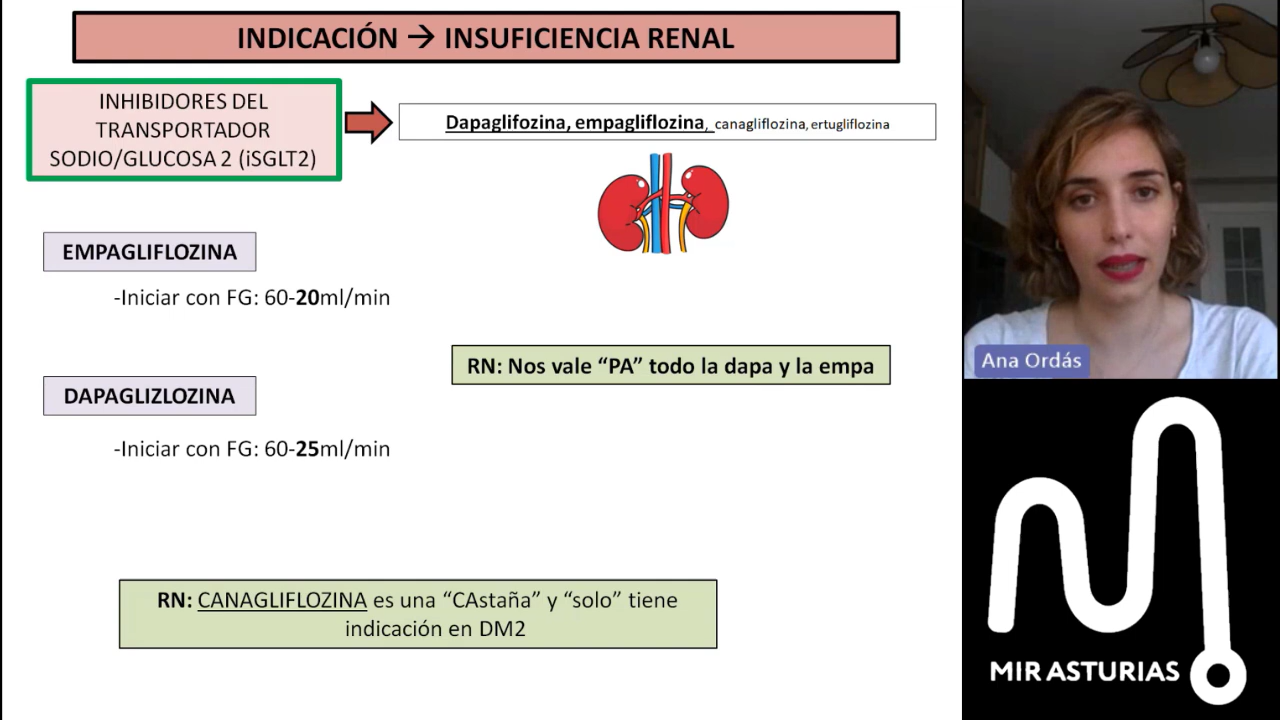 INDICACIÓN → INSUFICIENCIA RENAL
INHIBIDORES DEL
TRANSPORTADOR
SODIO/GLUCOSA 2 (iSGLT2)
Dapaglifozina, empagliflozina, canagliflozina, ertugliflozina
EMPAGLIFLOZINA
-Iniciar con FG: 60-20ml/min
RN: Nos vale “PA” todo la dapa y la empa
DAPAGLIZLOZINA
-Iniciar con FG: 60-25ml/min
RN: CANAGLIFLOZINA es una “CAstaña” y “solo” tiene
indicación en DM2
Ana Ordás
MIR ASTURIAS